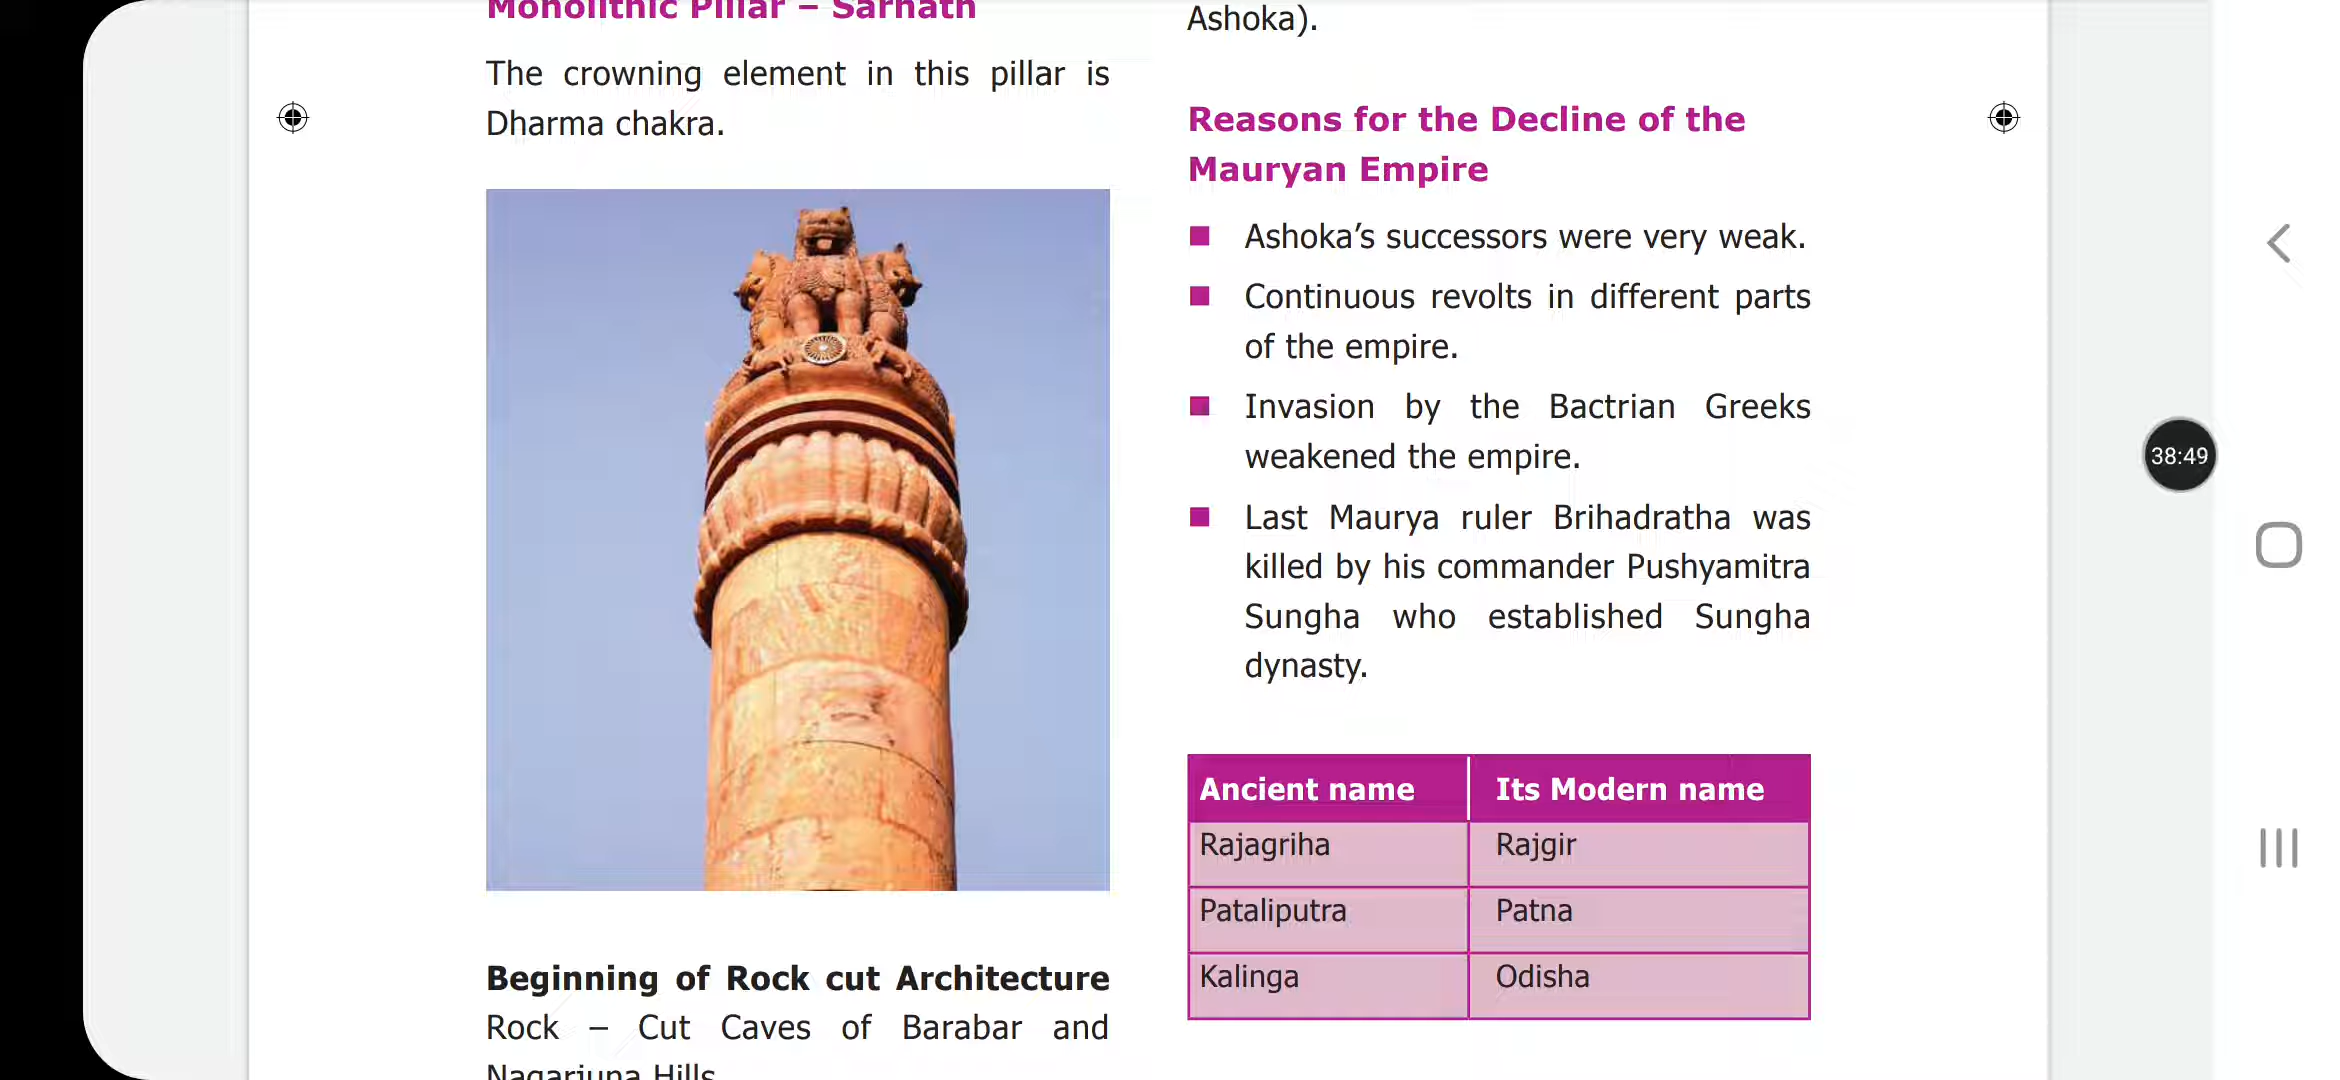 Monolithic Pillar – Sarnath
The crowning element in this pillar is
Dharma chakra.
Beginning of Rock cut Architecture
Rock – Cut Caves of Barabar and
Nagarjuna Hills
Ashoka).
Reasons for the Decline of the
Mauryan Empire
Ashoka’s successors were very weak.
Continuous revolts in different parts
of the empire.
Invasion by the Bactrian Greeks
weakened the empire.
Last Maurya ruler Brihadratha was
killed by his commander Pushyamitra
Sungha who established Sungha
dynasty.
Ancient name Its Modern name
Rajagriha Rajgir
Pataliputra Patna
Kalinga Odisha
38:49